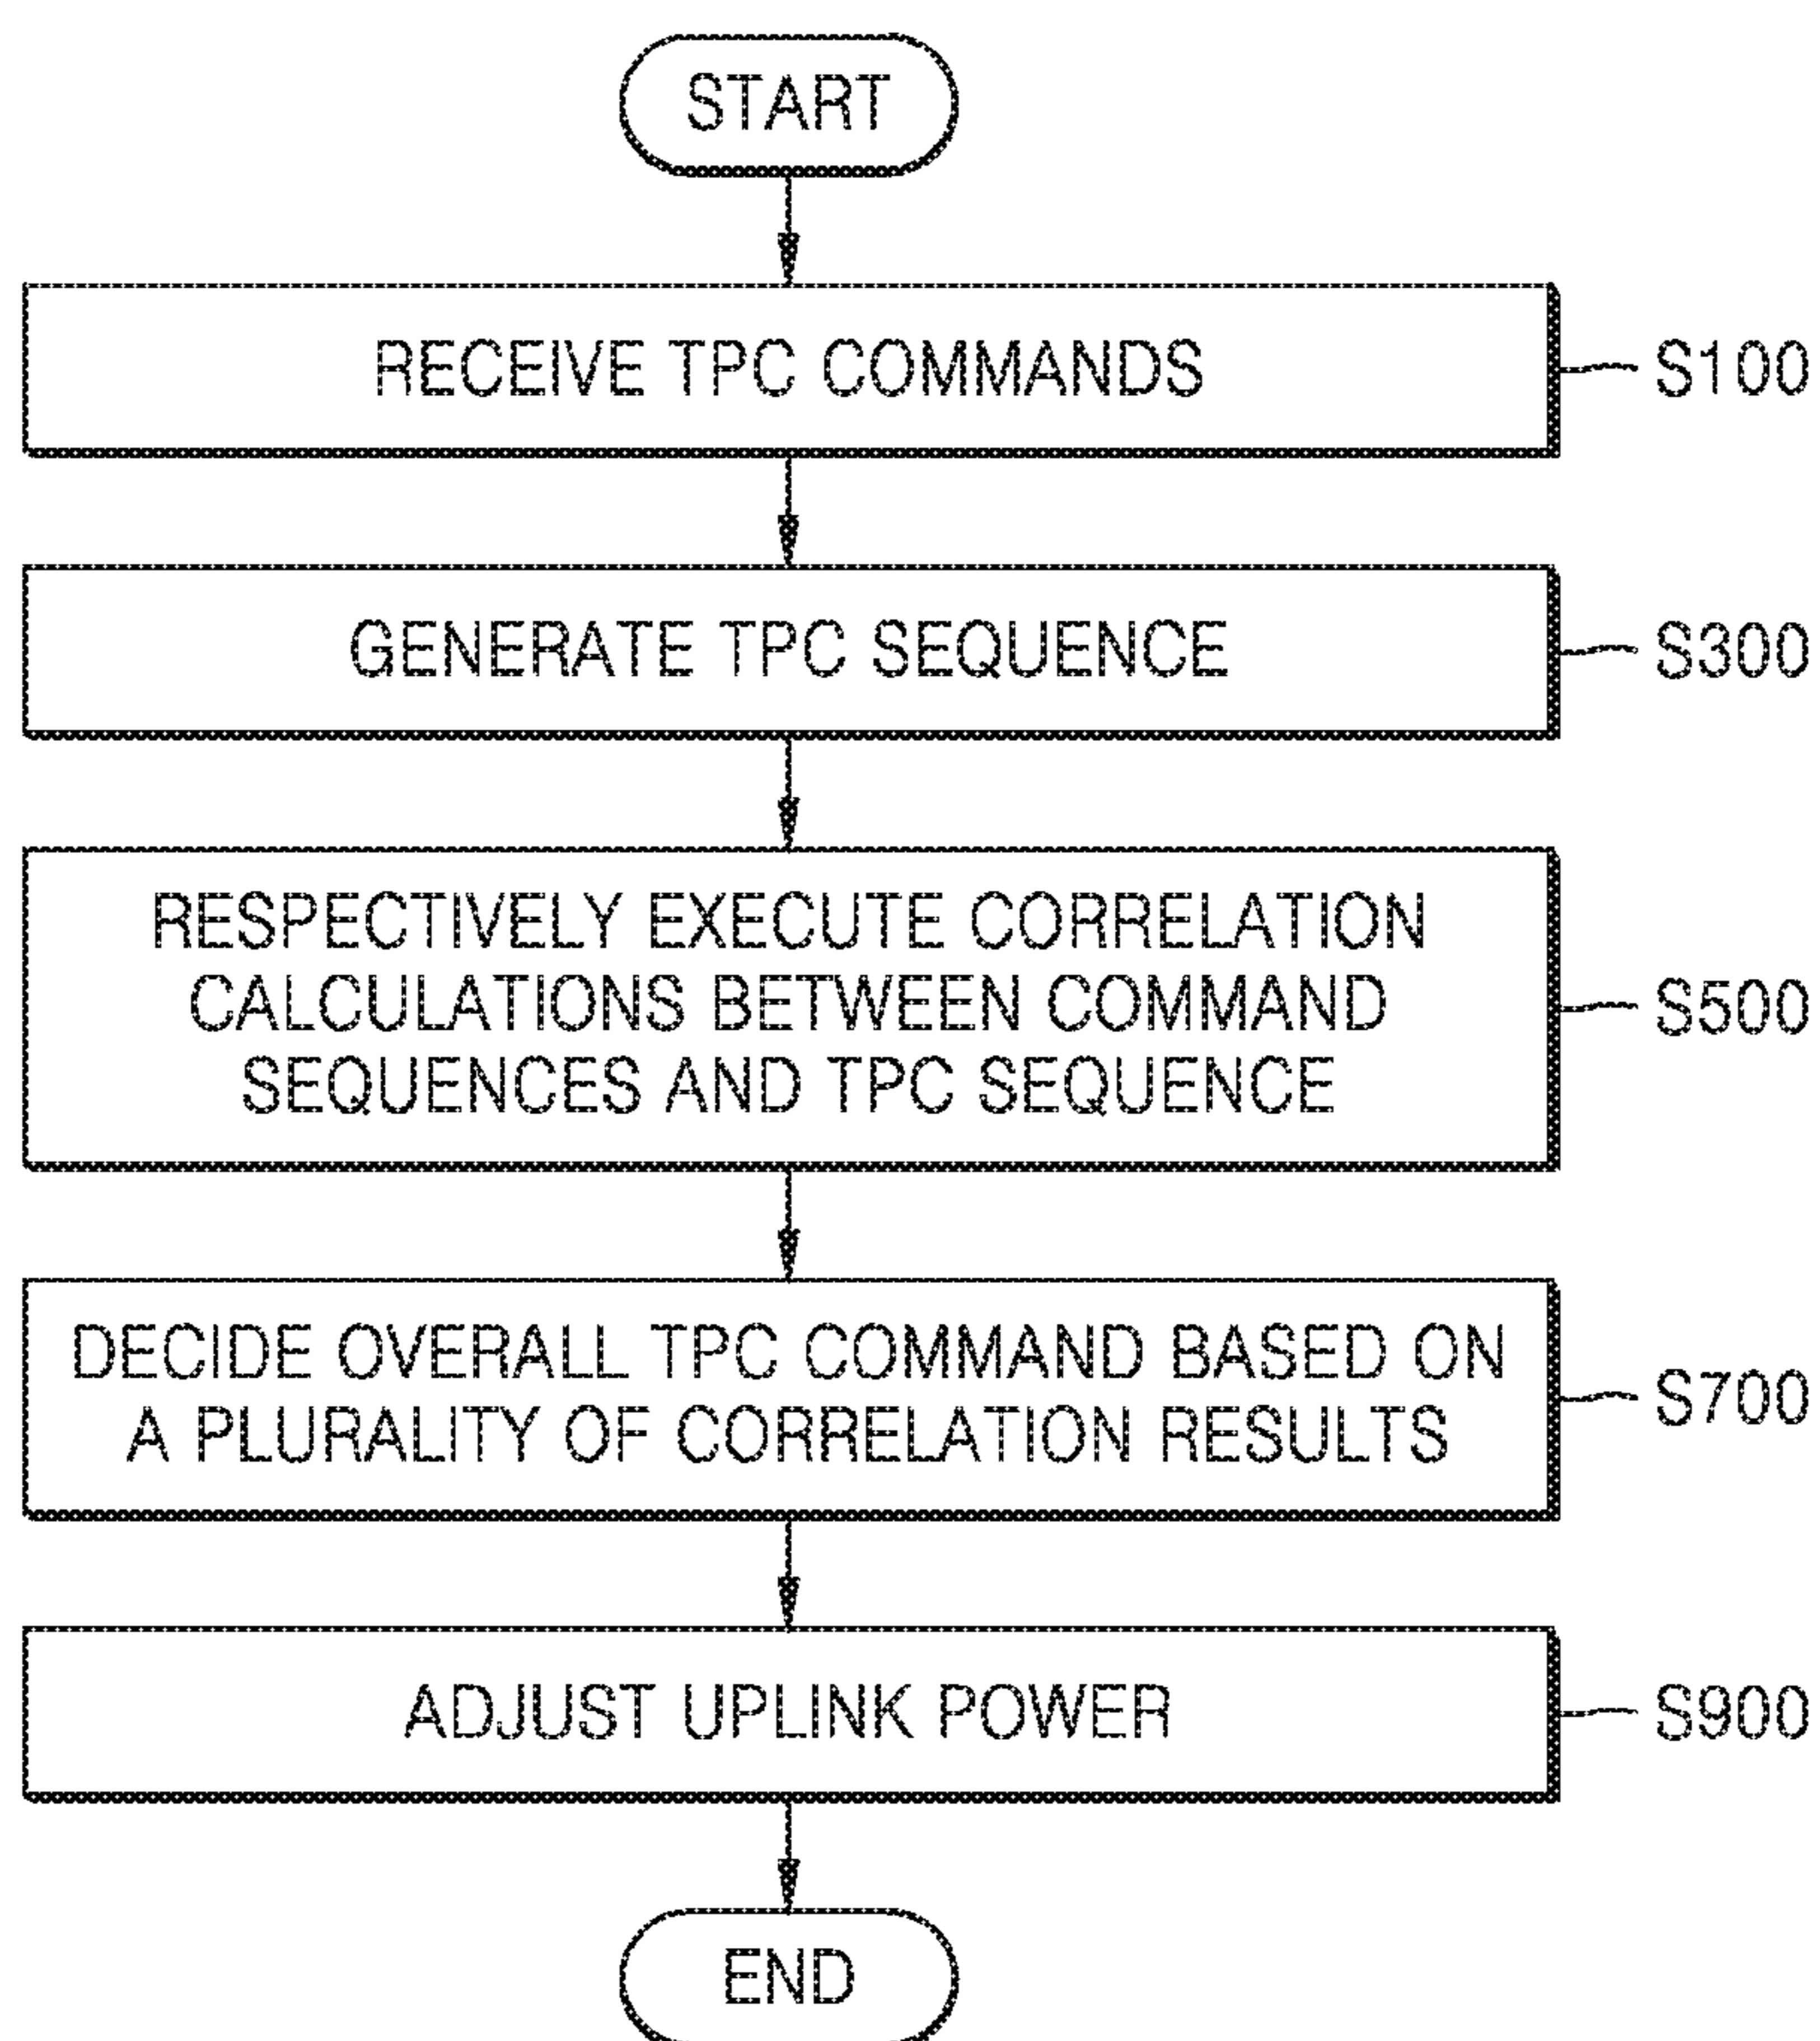 START
RECEIVE TPC COMMANDS
S100
GENERATE TPC SEQUENCE
S300
RESPECTIVELY EXECUTE CORRELATION
CALCULATIONS BETWEEN COMMAND
SEQUENCES AND TPC SEQUENCE
S500
DECIDE OVERALL TPC COMMAND BASED ON
A PLURALITY OF CORRELATION RESULTS
S700
ADJUST UPLINK POWER
S900
END